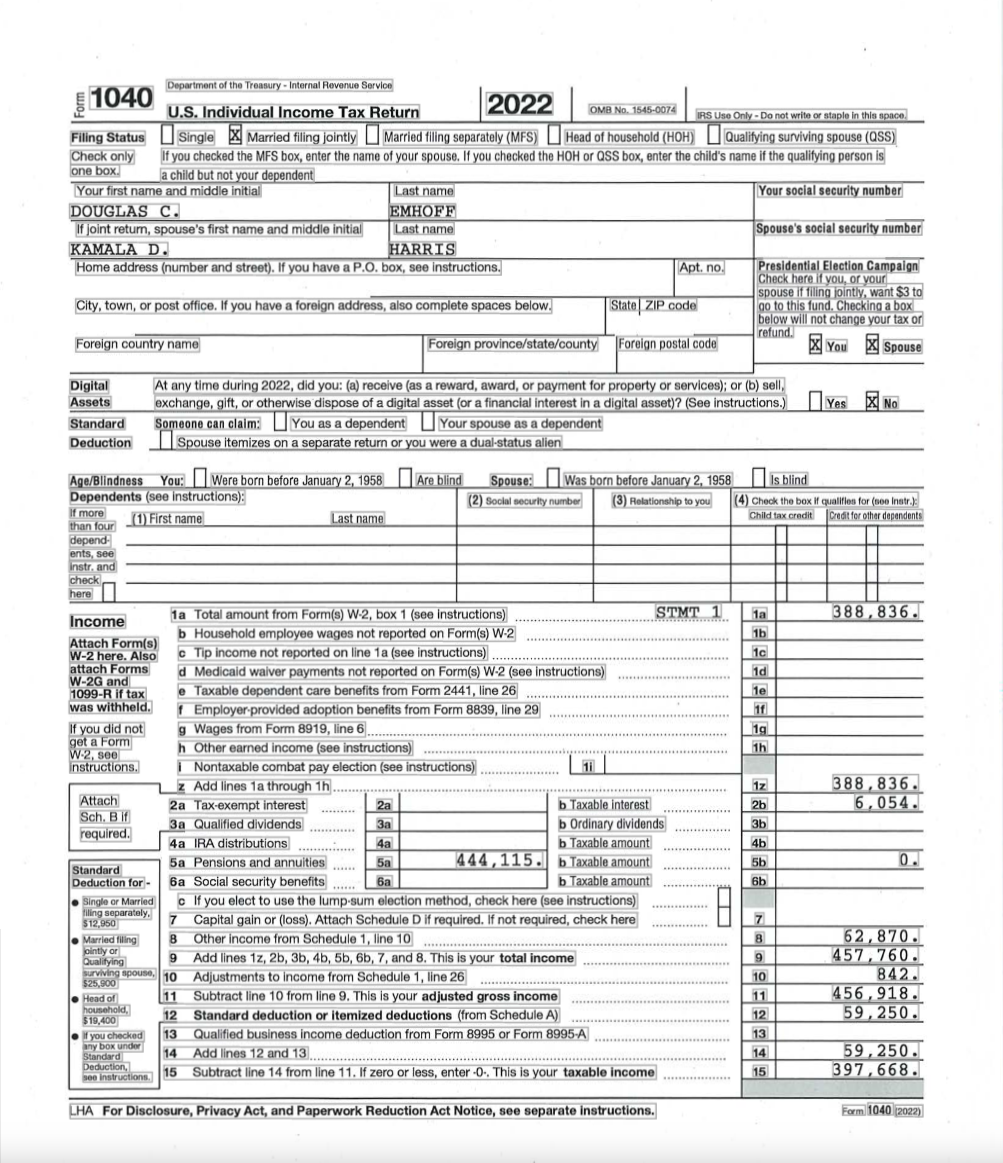 Form 1040 Department of the Treasury - Internal Revenue Service
U.S. Individual Income Tax Return 2022 OMB No. 1545-0074 IRS Use Only - Do not write or staple in this space.
Filing Status Single X Married filing jointly Married filing separately (MFS) Head of household (HOH) Qualifying surviving spouse (QSS)
Check only one box. If you checked the MFS box, enter the name of your spouse. If you checked the HOH or QSS box, enter the child's name if the qualifying person is
a child but not your dependent
Your first name and middle initial Last name Your social security number
DOUGLAS C. EMHOFF
If joint return, spouse's first name and middle initial Last name Spouse's social security number
KAMALA D. HARRIS
Home address (number and street). If you have a P.O. box, see instructions. Apt. no.
City, town, or post office. If you have a foreign address, also complete spaces below. State ZIP code
Foreign country name Foreign province/state/county Foreign postal code
Presidential Election Campaign
Check here if you, or your
spouse if filing jointly, want $3 to
go to this fund. Checking a box
below will not change your tax or
refund.
X You X Spouse
Digital Assets At any time during 2022, did you: (a) receive (as a reward, award, or payment for property or services); or (b) sell,
exchange, gift, or otherwise dispose of a digital asset (or a financial interest in a digital asset)? (See instructions.) Yes X No
Standard Deduction Someone can claim: You as a dependent Your spouse as a dependent
Spouse itemizes on a separate return or you were a dual-status alien
Age/Blindness You: Were born before January 2, 1958 Are blind Spouse: Was born before January 2, 1958 Is blind
Dependents (see instructions): (2) Social security number (3) Relationship to you (4) Check the box if qualifies for (see instr.):
(1) First name Last name Child tax credit Credit for other dependents
If more
than four
depend-
ents, see
instr. and
check
here
Income
Attach Form(s)
W-2 here. Also
attach Forms
W-2G and
1099-R if tax
was withheld.
If you did not
get a Form
W-2, see
instructions.
1a Total amount from Form(s) W-2, box 1 (see instructions) STMT 1 1a 388,836.
b Household employee wages not reported on Form(s) W-2 1b
c Tip income not reported on line 1a (see instructions) 1c
d Medicaid waiver payments not reported on Form(s) W-2 (see instructions) 1d
e Taxable dependent care benefits from Form 2441, line 26 1e
f Employer-provided adoption benefits from Form 8839, line 29 1f
g Wages from Form 8919, line 6 1g
h Other earned income (see instructions) 1h
i Nontaxable combat pay election (see instructions) 1i
z Add lines 1a through 1h 1z 388,836.
Attach
Sch. B if
required.
2a Tax-exempt interest 2a b Taxable interest 2b 6,054.
3a Qualified dividends 3a b Ordinary dividends 3b
4a IRA distributions 4a b Taxable amount 4b
5a Pensions and annuities 5a 444,115. b Taxable amount 5b 0.
6a Social security benefits 6a b Taxable amount 6b
c If you elect to use the lump-sum election method, check here (see instructions)
7 Capital gain or (loss). Attach Schedule D if required. If not required, check here 7
8 Other income from Schedule 1, line 10 8 62,870.
9 Add lines 1z, 2b, 3b, 4b, 5b, 6b, 7, and 8. This is your total income 9 457,760.
10 Adjustments to income from Schedule 1, line 26 10 842.
11 Subtract line 10 from line 9. This is your adjusted gross income 11 456,918.
12 Standard deduction or itemized deductions (from Schedule A) 12 59,250.
13 Qualified business income deduction from Form 8995 or Form 8995-A 13
14 Add lines 12 and 13 14 59,250.
15 Subtract line 14 from line 11. If zero or less, enter -0-. This is your taxable income 15 397,668.
Standard
Deduction for -
● Single or Married
filing separately,
$12,950
● Married filing
jointly or
Qualifying
surviving spouse,
$25,900
● Head of
household,
$19,400
● If you checked
any box under
Standard
Deduction,
see instructions.
LHA For Disclosure, Privacy Act, and Paperwork Reduction Act Notice, see separate instructions. Form 1040 (2022)